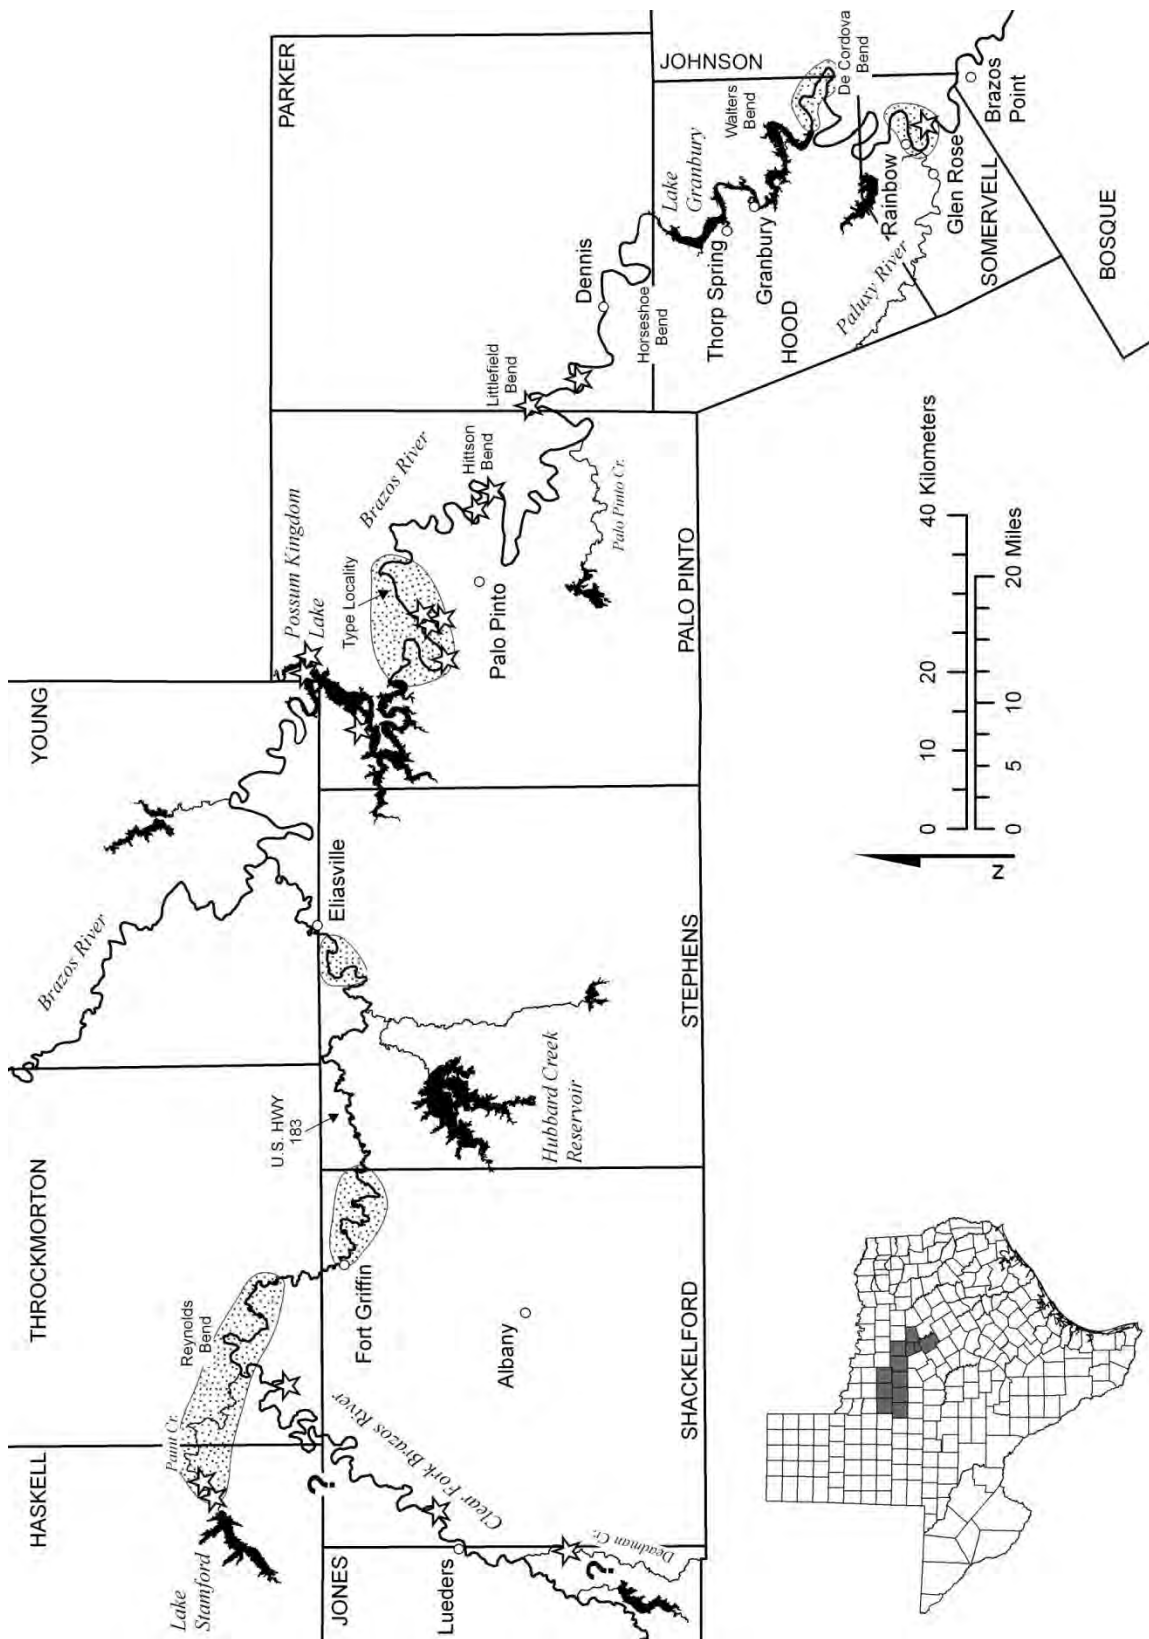 HASKELL
THROCKMORTON
YOUNG
PARKER
JOHNSON
Lake
Stamford
Paint Cr.
Reynolds
Bend
U.S. HWY
183
Brazos River
Eliasville
Possum Kingdom
Lake
Type Locality
Brazos River
Hittson
Bend
Littlefield
Bend
Dennis
Horseshoe
Bend
Lake
Granbury
Walters
Bend
De Cordova
Bend
JONES
Lueders
?
Clear Fork Brazos River
Fort Griffin
Albany
Hubbard Creek
Reservoir
Palo Pinto
Palo Pinto Cr.
Thorp Spring
Granbury
HOOD
Paluxy River
Rainbow
Glen Rose
SOMERVELL
Brazos
Point
BOSQUE
?
Deadman Cr.
SHACKELFORD
STEPHENS
PALO PINTO
N
0 10 20 40 Kilometers
0 5 10 20 Miles